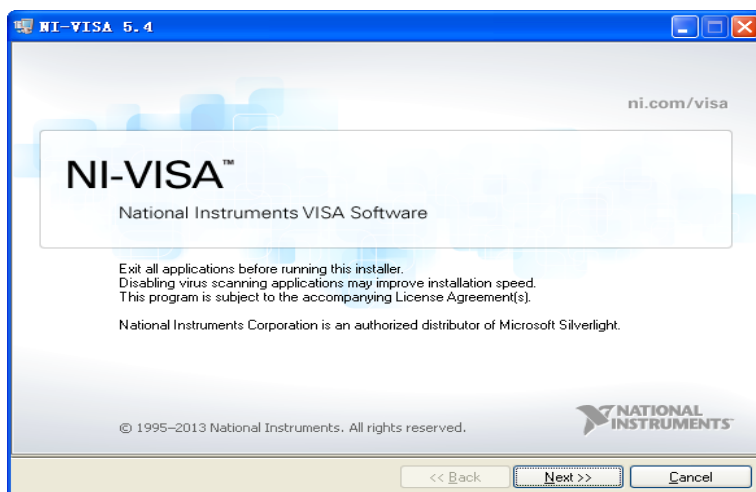 NI-VISA 5.4
ni.com/visa
NI-VISA™
National Instruments VISA Software
Exit all applications before running this installer.
Disabling virus scanning applications may improve installation speed.
This program is subject to the accompanying License Agreement(s).
National Instruments Corporation is an authorized distributor of Microsoft Silverlight.
© 1995–2013 National Instruments. All rights reserved.
NATIONAL
INSTRUMENTS™
<< Back
Next >>
Cancel